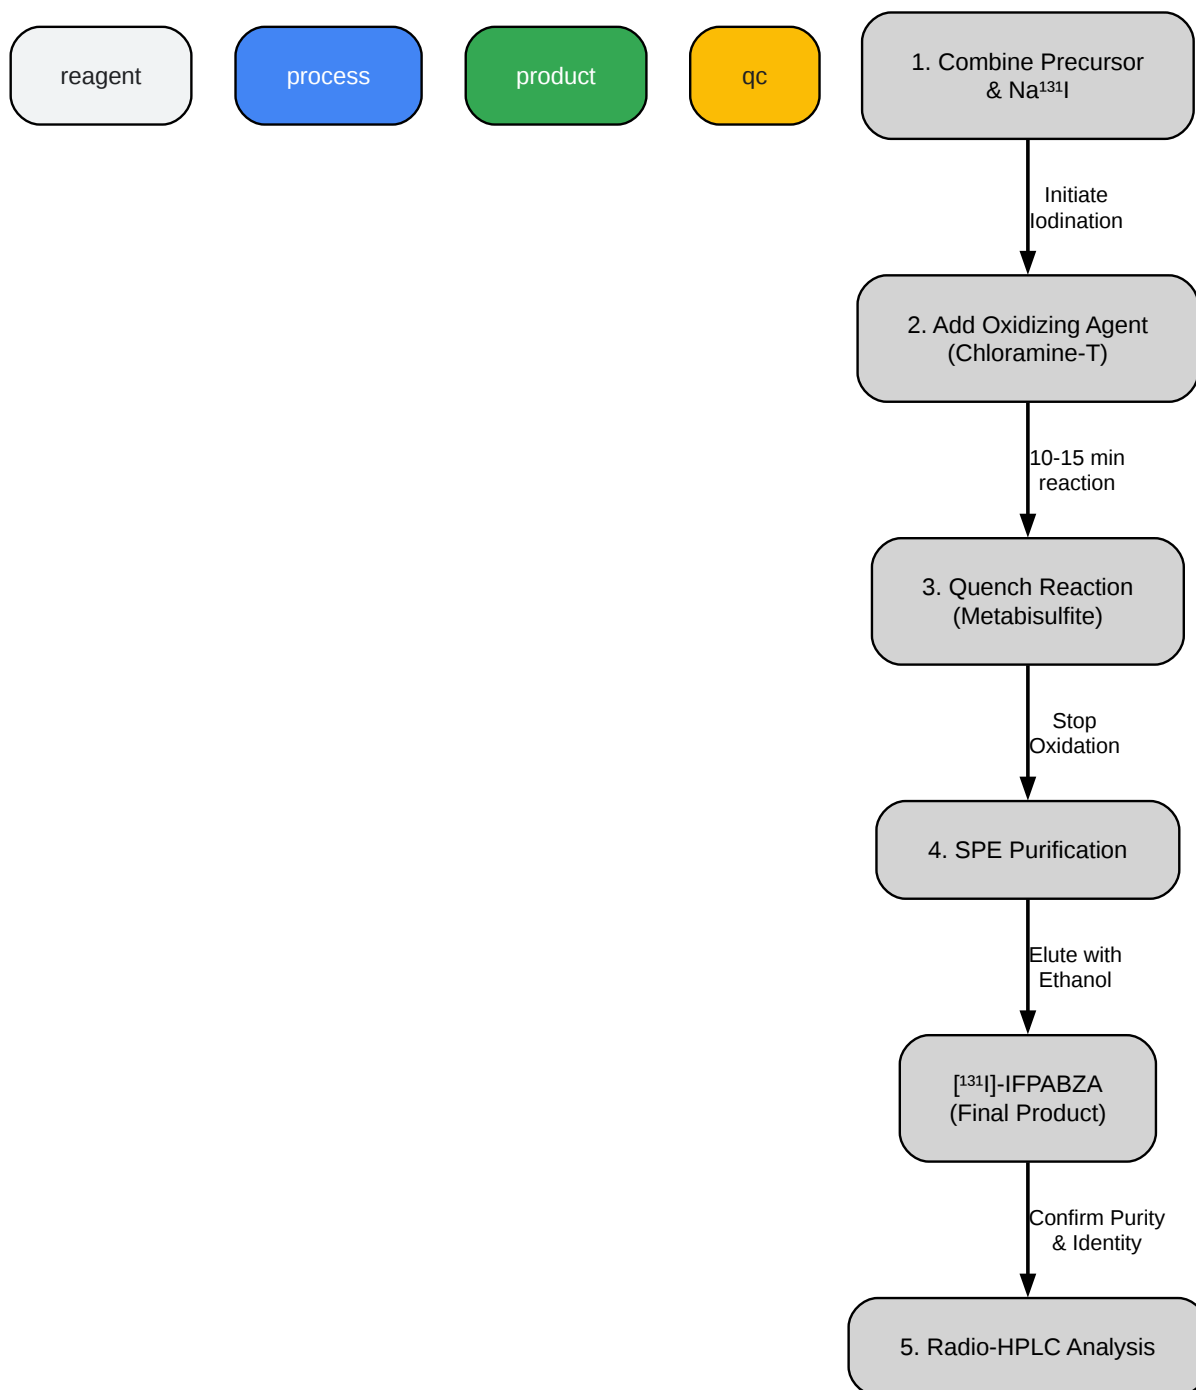 reagent
process
product
qc
1. Combine Precursor
& Na¹³¹I
Initiate
Iodination
2. Add Oxidizing Agent
(Chloramine-T)
10-15 min
reaction
3. Quench Reaction
(Metabisulfite)
Stop
Oxidation
4. SPE Purification
Elute with
Ethanol
[¹³¹I]-IFPABZA
(Final Product)
Confirm Purity
& Identity
5. Radio-HPLC Analysis